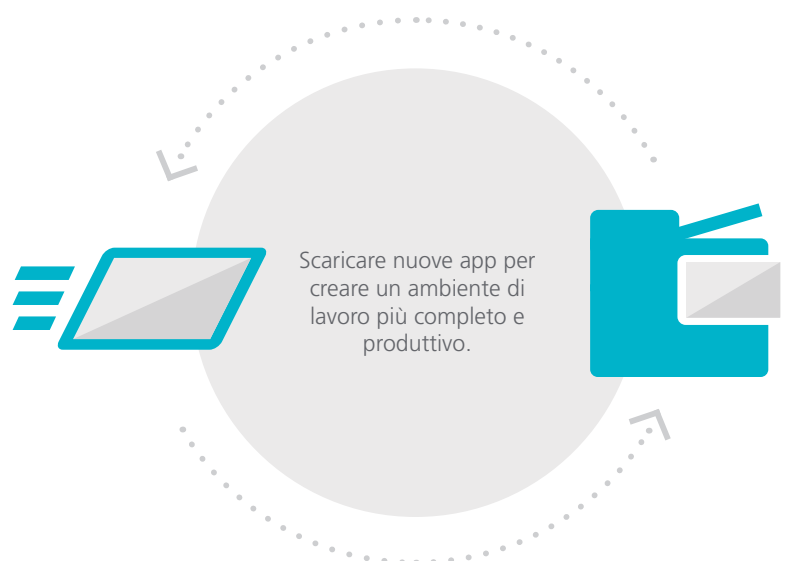 Scaricare nuove app per
creare un ambiente di
lavoro più completo e
produttivo.